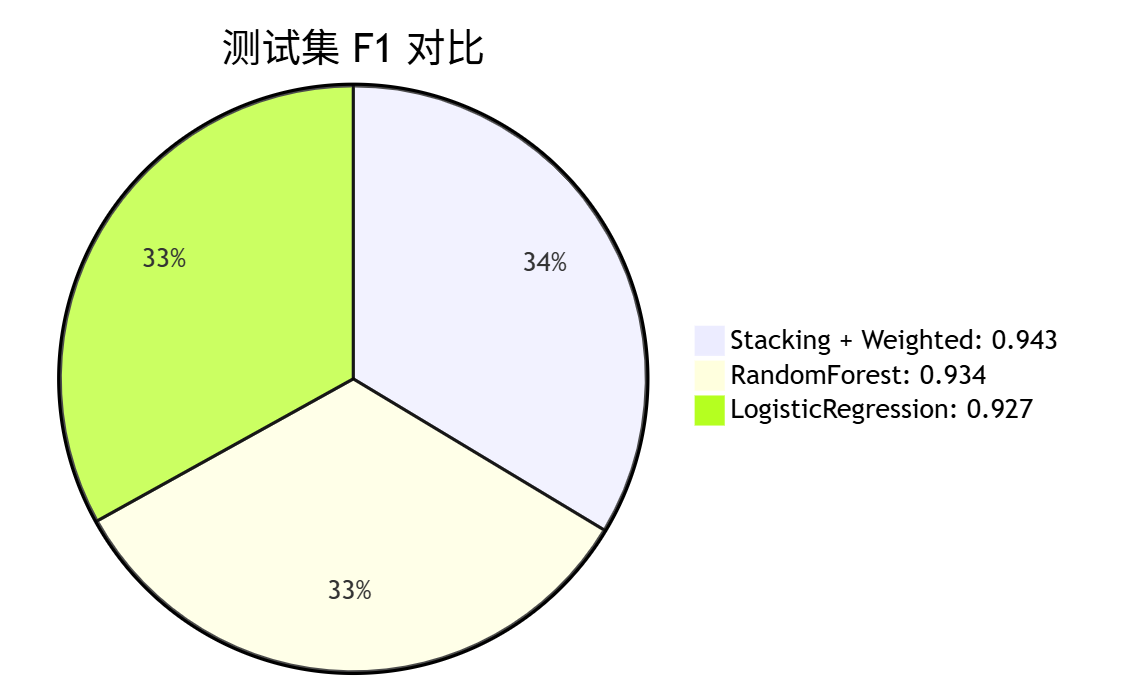 测试集 F1 对比
33%
34%
33%
Stacking + Weighted: 0.943
RandomForest: 0.934
LogisticRegression: 0.927